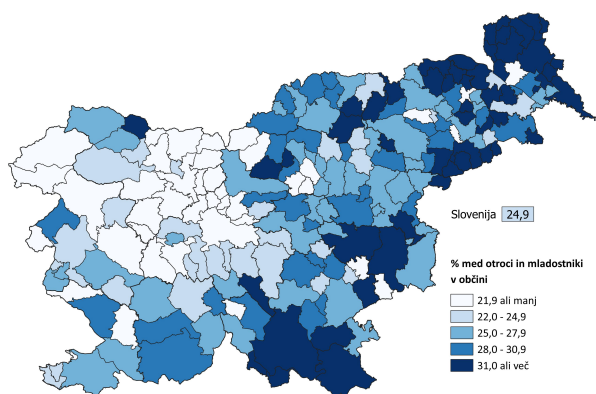 Slovenija 24,9
% med otroci in mladostniki
v občini
21,9 ali manj
22,0 - 24,9
25,0 - 27,9
28,0 - 30,9
31,0 ali več